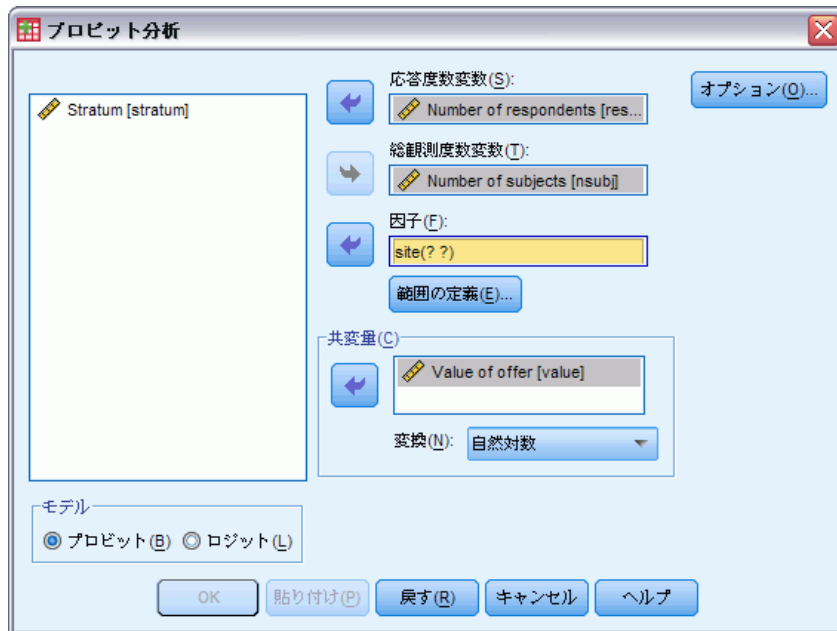 プロビット分析
Stratum [stratum]
応答度数変数(S):
Number of respondents [res...
オプション(O)...
総観測度数変数(T):
Number of subjects [nsubj]
因子(F):
site(? ?)
範囲の定義(E)...
共変量(C)
Value of offer [value]
変換(N): 自然対数
モデル
プロビット(B) ロジット(L)
OK 貼り付け(P) 戻す(R) キャンセル ヘルプ